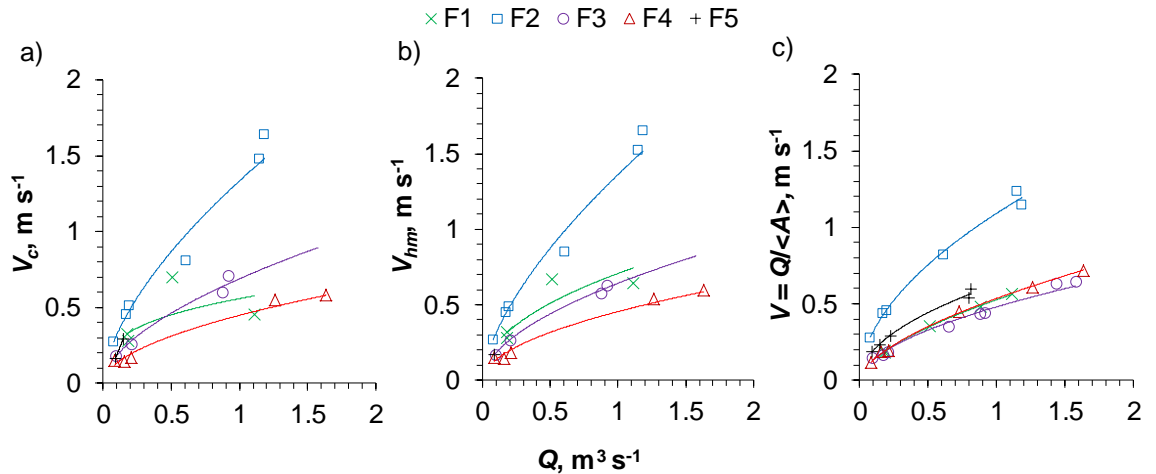 F1 F2 F3 F4 F5
a) b) c)
2 2 2
1.5 1.5 1.5
1 1 1
0.5 0.5 0.5
0 0 0
Vc, m s-1
Vhm, m s-1
V = Q/<A>, m s-1
0 0.5 1 1.5 2 0 0.5 1 1.5 2 0 0.5 1 1.5 2
Q, m3 s-1